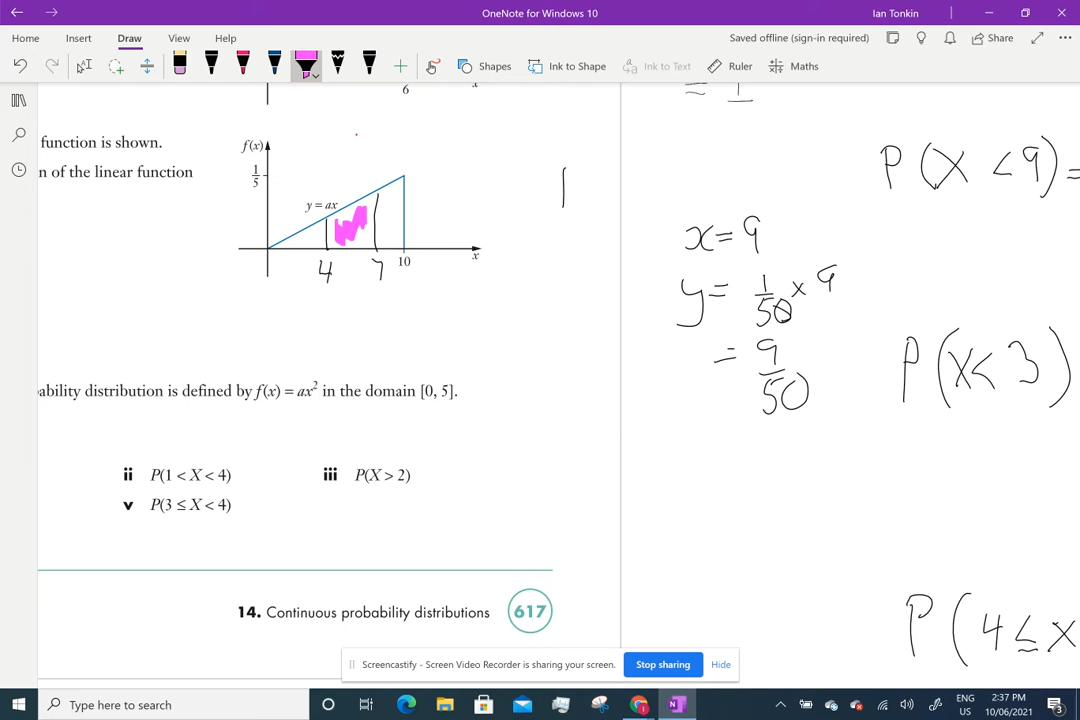 OneNote for Windows 10
Ian Tonkin
Home Insert Draw View Help
Saved offline (sign-in required)
Share
Shapes
Ink to Shape
Ink to Text
Ruler
Maths
6
x
function is shown.
n of the linear function
f(x)
1/5
y = ax
4 7 10
x
P(X < 9) =
x = 9
y = 1/50 × 9
= 9/50
P(X < 3)
ability distribution is defined by f(x) = ax² in the domain [0, 5].
ii P(1 < X < 4)
iii P(X > 2)
v P(3 ≤ X < 4)
P(4 ≤ X
14. Continuous probability distributions 617
Screencastify - Screen Video Recorder is sharing your screen.
Stop sharing
Hide
Type here to search
ENG
US
2:37 PM
10/06/2021
3